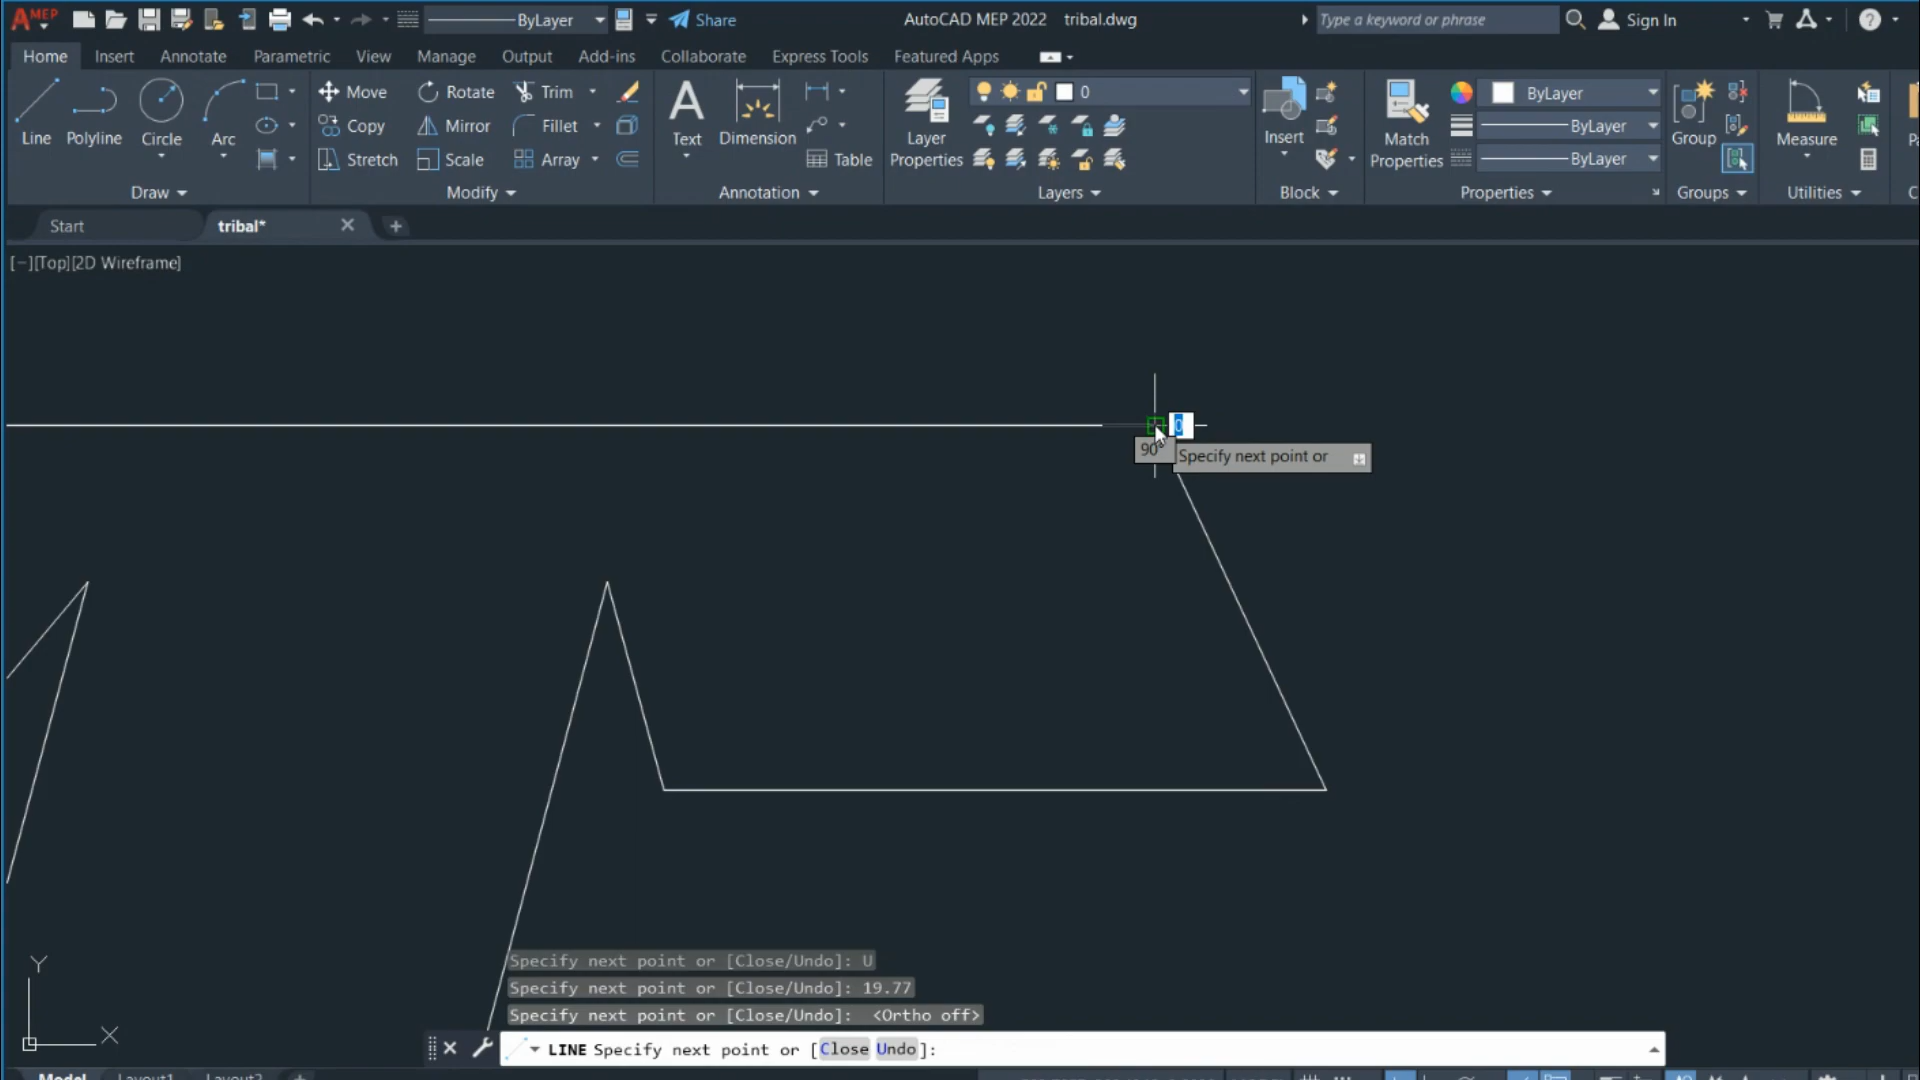 MEP
ByLayer
Share
AutoCAD MEP 2022 tribal.dwg
Type a keyword or phrase
Sign In
Home Insert Annotate Parametric View Manage Output Add-ins Collaborate Express Tools Featured Apps
Line Polyline Circle Arc
Move Rotate Trim
Copy Mirror Fillet
Stretch Scale Array
Text Dimension
Table
Layer
Properties
0
Insert
Match
Properties
ByLayer
ByLayer
ByLayer
Group
Measure
Draw Modify Annotation Layers Block Properties Groups Utilities
Start tribal*
[−][Top][2D Wireframe]
0
90°
Specify next point or
Y
X
Specify next point or [Close/Undo]: U
Specify next point or [Close/Undo]: 19.77
Specify next point or [Close/Undo]: <Ortho off>
LINE Specify next point or [Close Undo]:
Model Layout1 Layout2